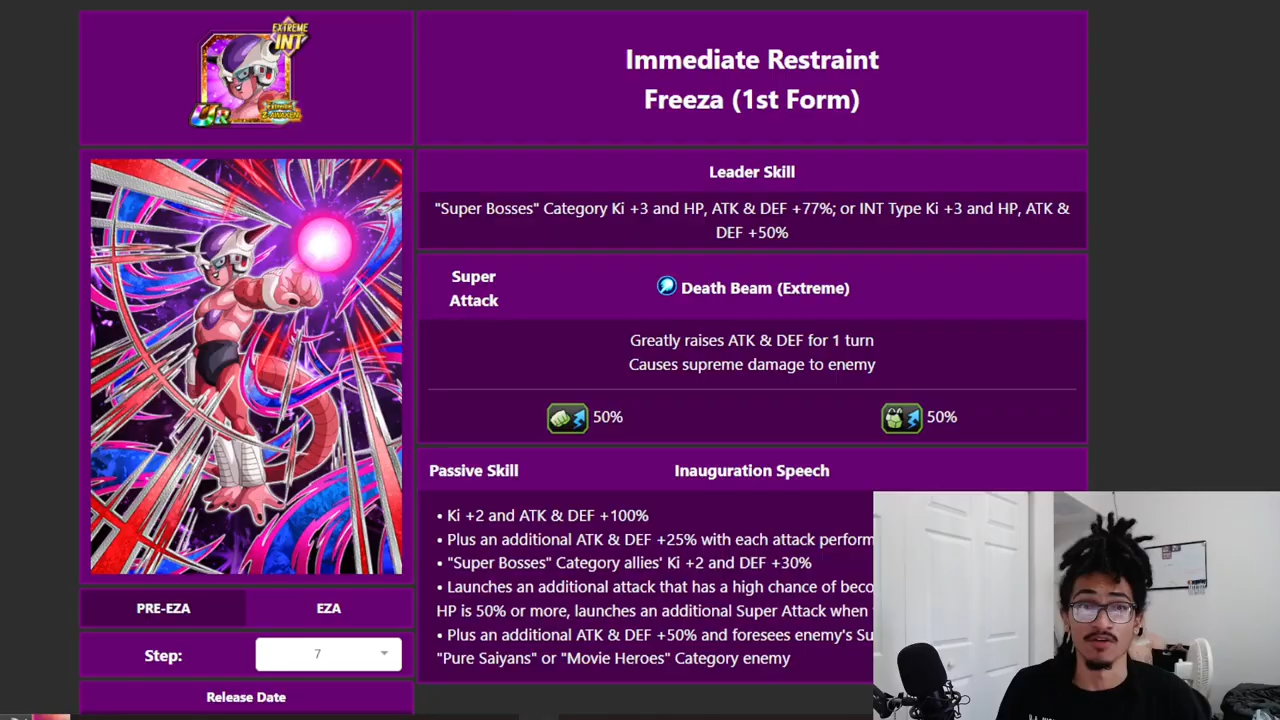 EXTREME
INT
UR
EXTREME
Z-AWAKEN
Immediate Restraint
Freeza (1st Form)
Leader Skill
"Super Bosses" Category Ki +3 and HP, ATK & DEF +77%; or INT Type Ki +3 and HP, ATK &
DEF +50%
Super
Attack
Death Beam (Extreme)
Greatly raises ATK & DEF for 1 turn
Causes supreme damage to enemy
50%
50%
Passive Skill
Inauguration Speech
• Ki +2 and ATK & DEF +100%
• Plus an additional ATK & DEF +25% with each attack perform
• "Super Bosses" Category allies' Ki +2 and DEF +30%
• Launches an additional attack that has a high chance of beco
HP is 50% or more, launches an additional Super Attack when
• Plus an additional ATK & DEF +50% and foresees enemy's Su
"Pure Saiyans" or "Movie Heroes" Category enemy
PRE-EZA
EZA
Step:
7
Release Date